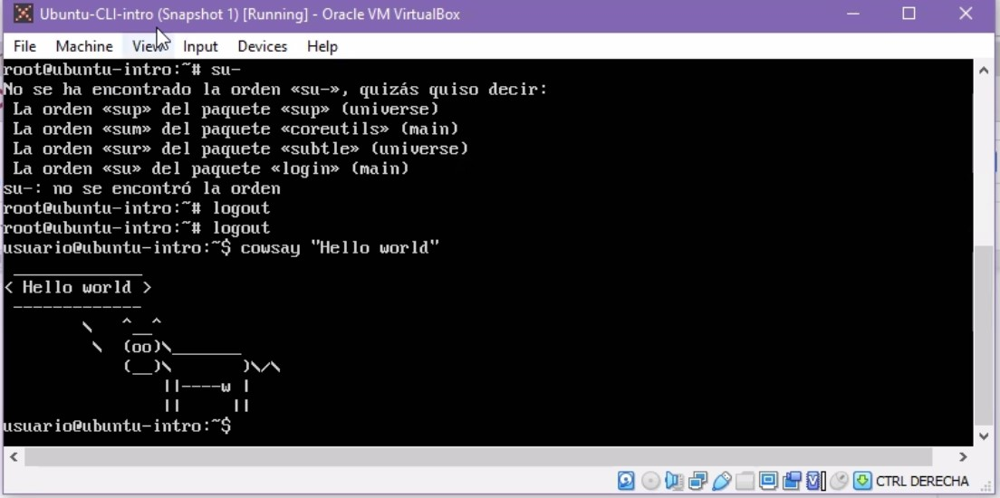 Ubuntu-CLI-intro (Snapshot 1) [Running] - Oracle VM VirtualBox
File Machine View Input Devices Help
root@ubuntu-intro:~# su-
No se ha encontrado la orden «su-», quizás quiso decir:
 La orden «sup» del paquete «sup» (universe)
 La orden «sum» del paquete «coreutils» (main)
 La orden «sur» del paquete «subtle» (universe)
 La orden «su» del paquete «login» (main)
su-: no se encontró la orden
root@ubuntu-intro:~# logout
root@ubuntu-intro:~# logout
usuario@ubuntu-intro:~$ cowsay "Hello world"
 _____________
< Hello world >
 -------------
        \   ^__^
         \  (oo)\_______
            (__)\       )\/\
                ||----w |
                ||     ||
usuario@ubuntu-intro:~$
CTRL DERECHA